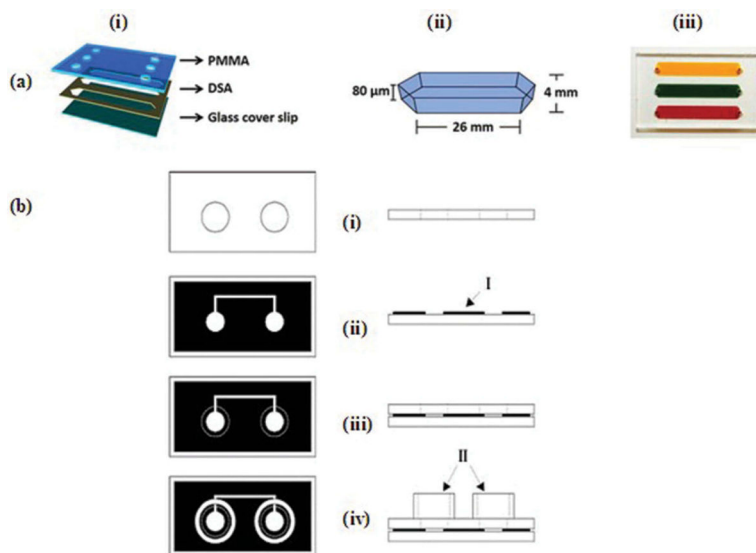 (i) (ii) (iii)
(a)
PMMA
DSA
Glass cover slip
80 µm
4 mm
26 mm
(b)
(i)
I
(ii)
(iii)
II
(iv)